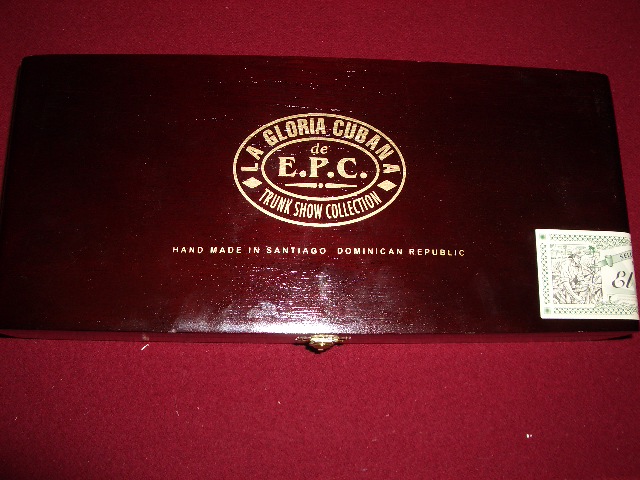 LA GLORIA CUBANA
de
E.P.C.
TRUNK SHOW COLLECTION
HAND MADE IN SANTIAGO DOMINICAN REPUBLIC